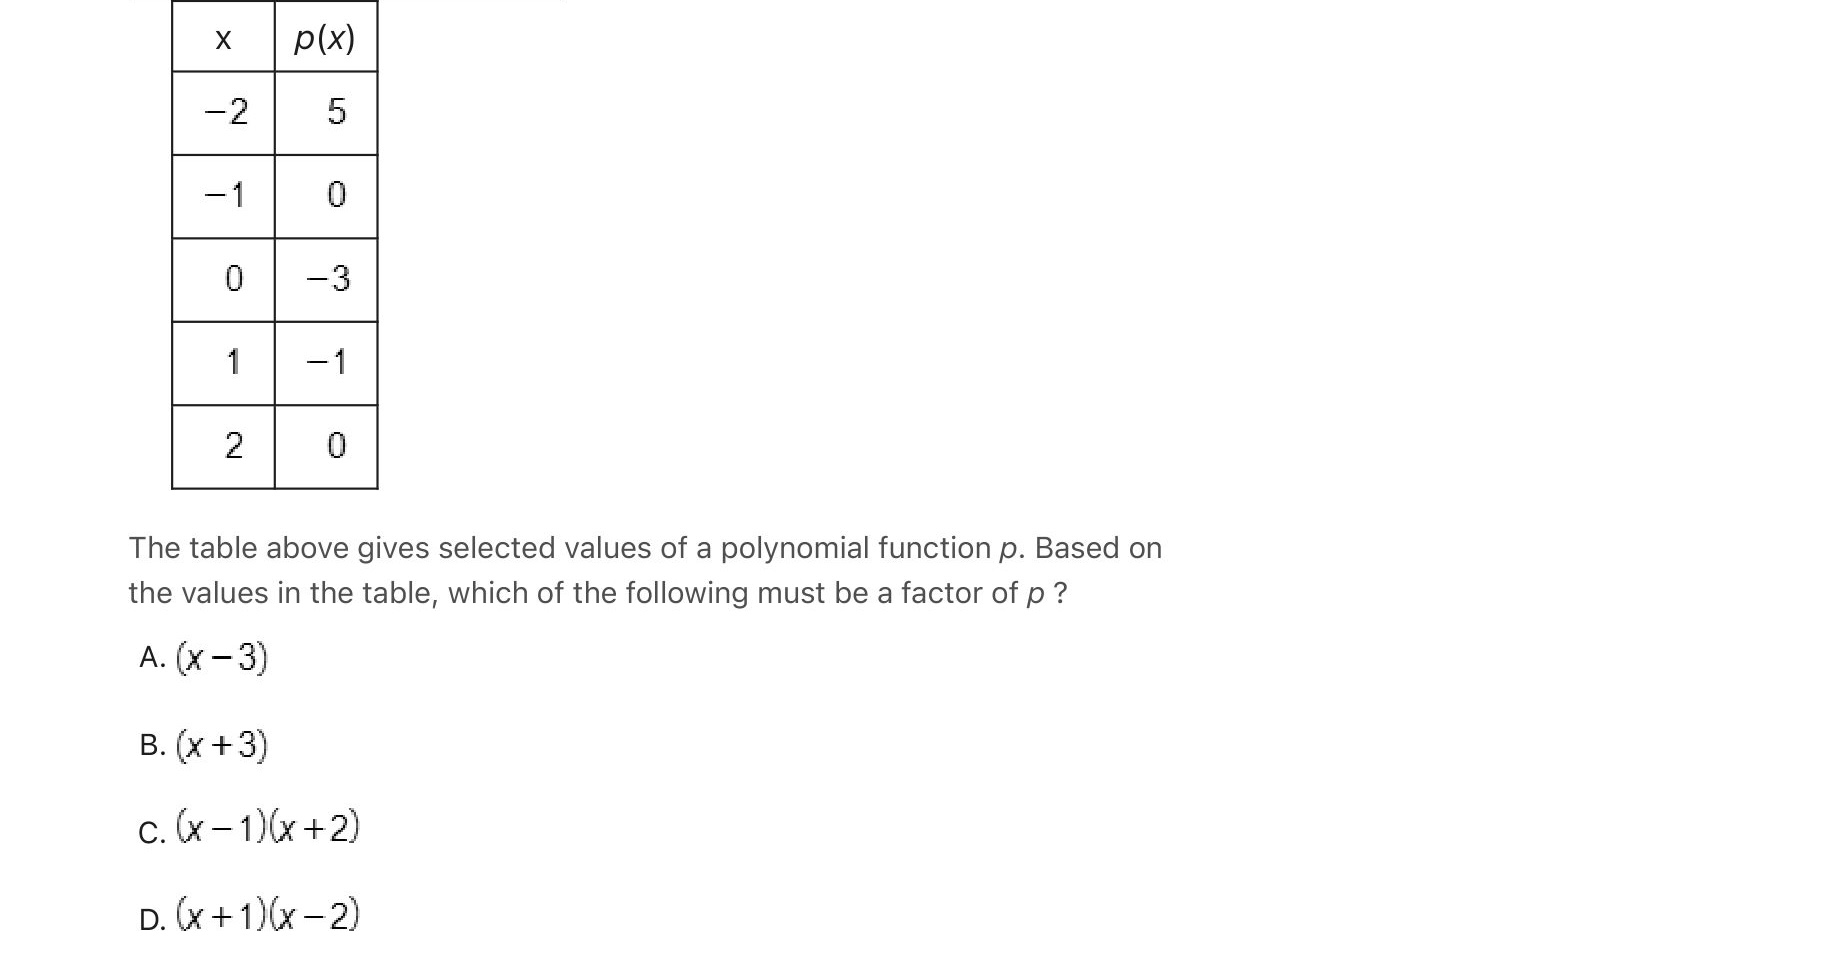 x p(x)
−2 5
−1 0
0 −3
1 −1
2 0
The table above gives selected values of a polynomial function p. Based on
the values in the table, which of the following must be a factor of p ?
A. (x−3)
B. (x+3)
C. (x−1)(x+2)
D. (x+1)(x−2)